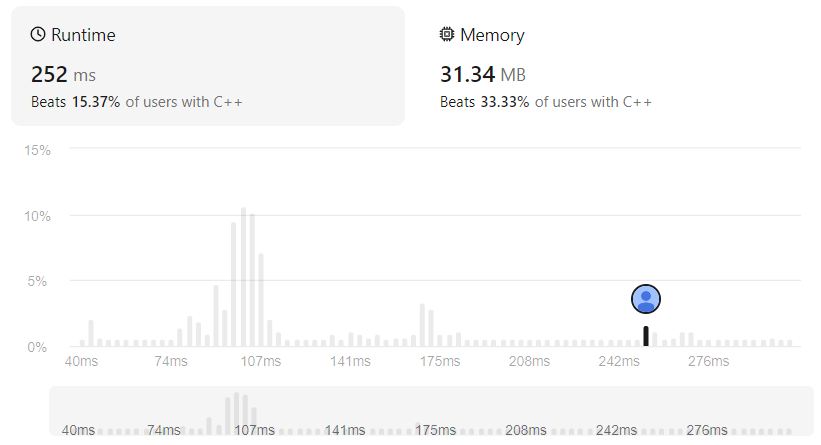 Runtime
252 ms
Beats 15.37% of users with C++
Memory
31.34 MB
Beats 33.33% of users with C++
15%
10%
5%
0%
40ms 74ms 107ms 141ms 175ms 208ms 242ms 276ms
40ms 74ms 107ms 141ms 175ms 208ms 242ms 276ms